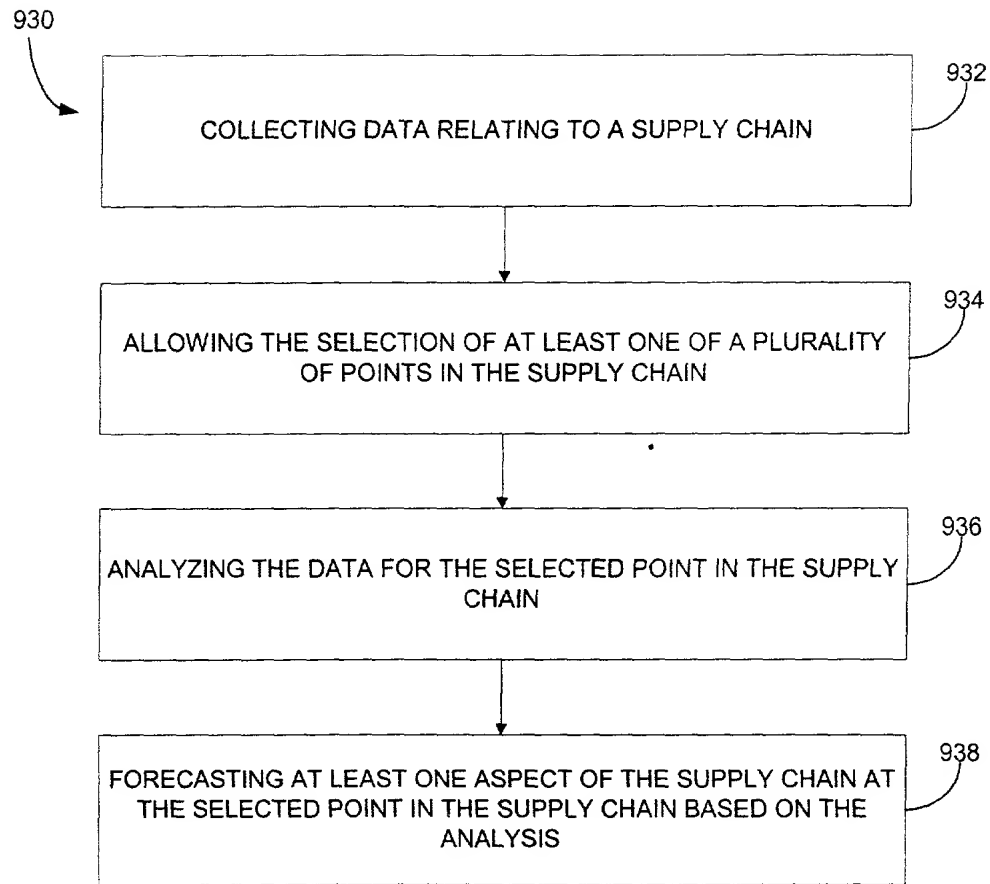 930
932
COLLECTING DATA RELATING TO A SUPPLY CHAIN
934
ALLOWING THE SELECTION OF AT LEAST ONE OF A PLURALITY
OF POINTS IN THE SUPPLY CHAIN
936
ANALYZING THE DATA FOR THE SELECTED POINT IN THE SUPPLY
CHAIN
938
FORECASTING AT LEAST ONE ASPECT OF THE SUPPLY CHAIN AT
THE SELECTED POINT IN THE SUPPLY CHAIN BASED ON THE
ANALYSIS